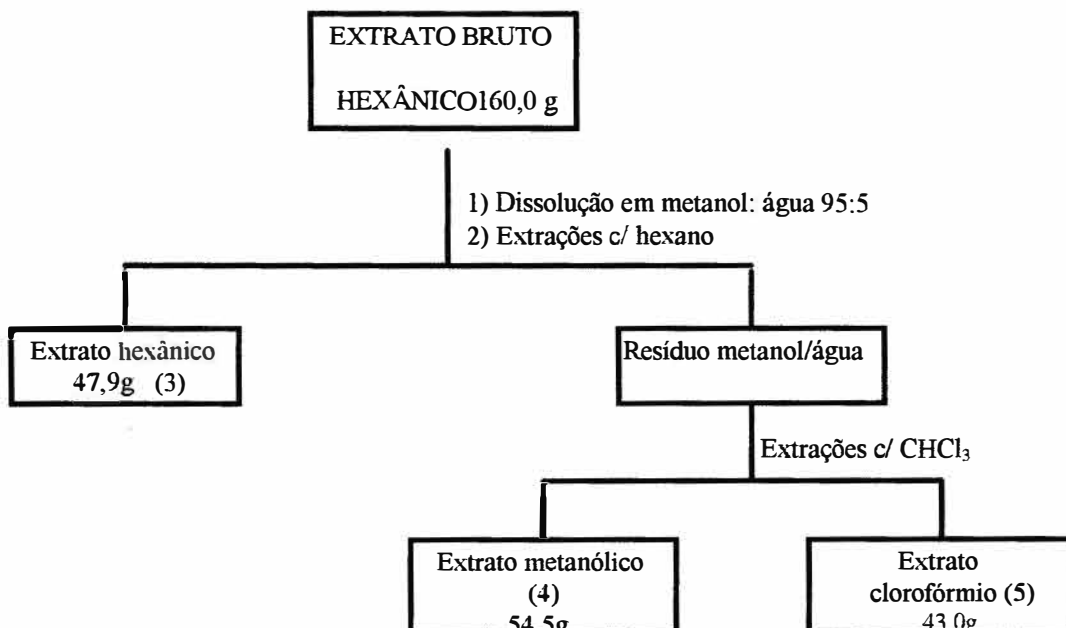 EXTRATO BRUTO
HEXÂNICO160,0 g
1) Dissolução em metanol: água 95:5
2) Extrações c/ hexano
Extrato hexânico
47,9g (3)
Resíduo metanol/água
Extrações c/ CHCl₃
Extrato metanólico
(4)
54,5g
Extrato
clorofórmio (5)
43,0g